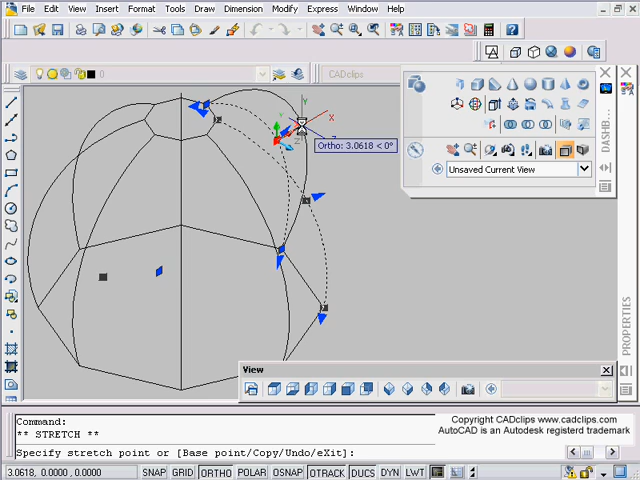 File Edit View Insert Format Tools Draw Dimension Modify Express Window Help
0
CADclips
Y
X
Y
X
Z
Ortho: 3.0618 < 0°
DASHB...
Unsaved Current View
PROPERTIES
View
Command:
** STRETCH **
Specify stretch point or [Base point/Copy/Undo/eXit]:
Copyright CADclips www.cadclips.com
AutoCAD is an Autodesk registerd trademark
3.0618, 0.0000, 0.0000 SNAP GRID ORTHO POLAR OSNAP OTRACK DUCS DYN LWT